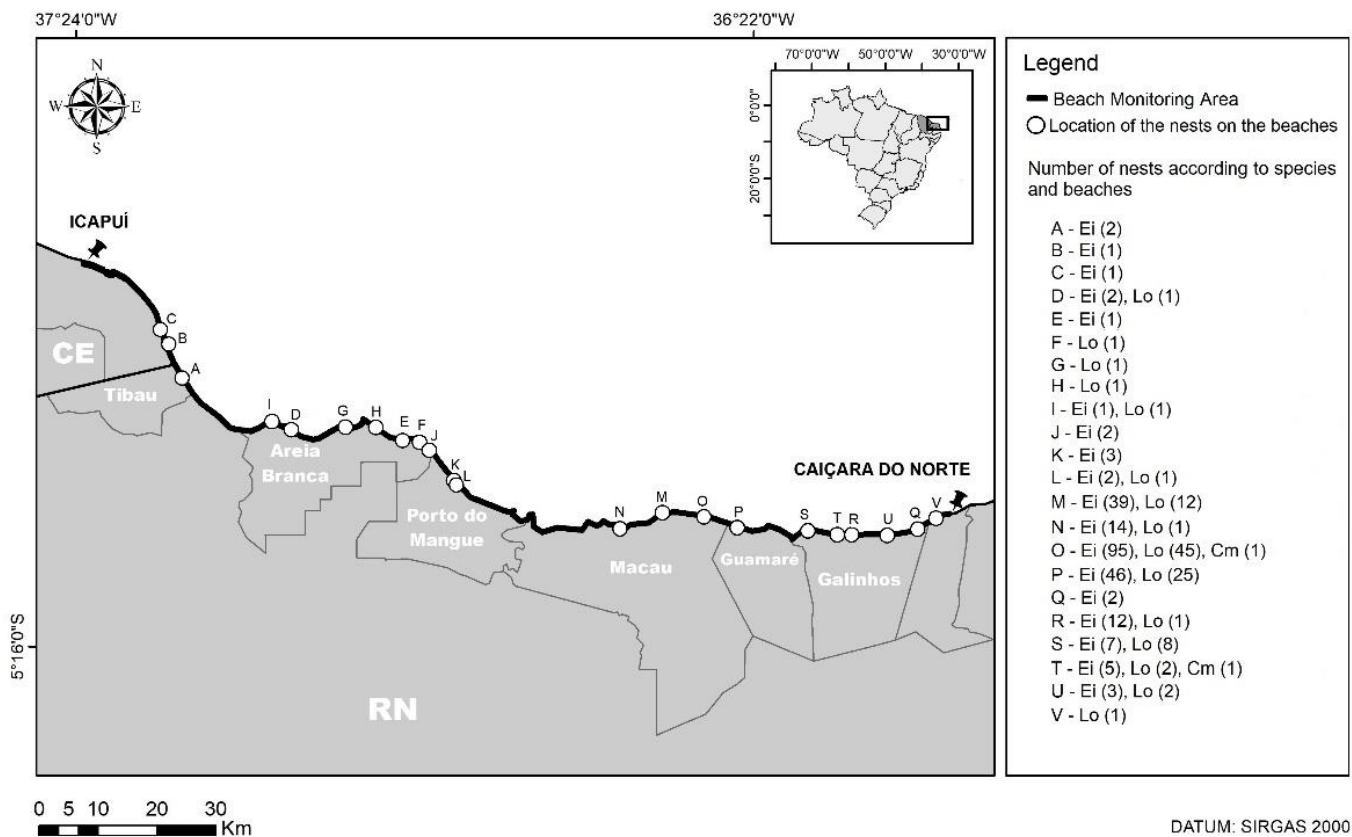 37°24'0"W
36°22'0"W
70°0'0"W 50°0'0"W 30°0'0"W
0°0'0"
20°0'0"S
N
W E
S
ICAPUÍ
C
B
A
CE
Tibau
I D G H E F J
Areia
Branca
K
L
CAIÇARA DO NORTE
N M O P S T R U Q V
Porto do
Mangue
Macau
Guamaré
Galinhos
5°16'0"S
RN
0 5 10 20 30
Km
Legend
Beach Monitoring Area
Location of the nests on the beaches
Number of nests according to species
and beaches
A - Ei (2)
B - Ei (1)
C - Ei (1)
D - Ei (2), Lo (1)
E - Ei (1)
F - Lo (1)
G - Lo (1)
H - Lo (1)
I - Ei (1), Lo (1)
J - Ei (2)
K - Ei (3)
L - Ei (2), Lo (1)
M - Ei (39), Lo (12)
N - Ei (14), Lo (1)
O - Ei (95), Lo (45), Cm (1)
P - Ei (46), Lo (25)
Q - Ei (2)
R - Ei (12), Lo (1)
S - Ei (7), Lo (8)
T - Ei (5), Lo (2), Cm (1)
U - Ei (3), Lo (2)
V - Lo (1)
DATUM: SIRGAS 2000